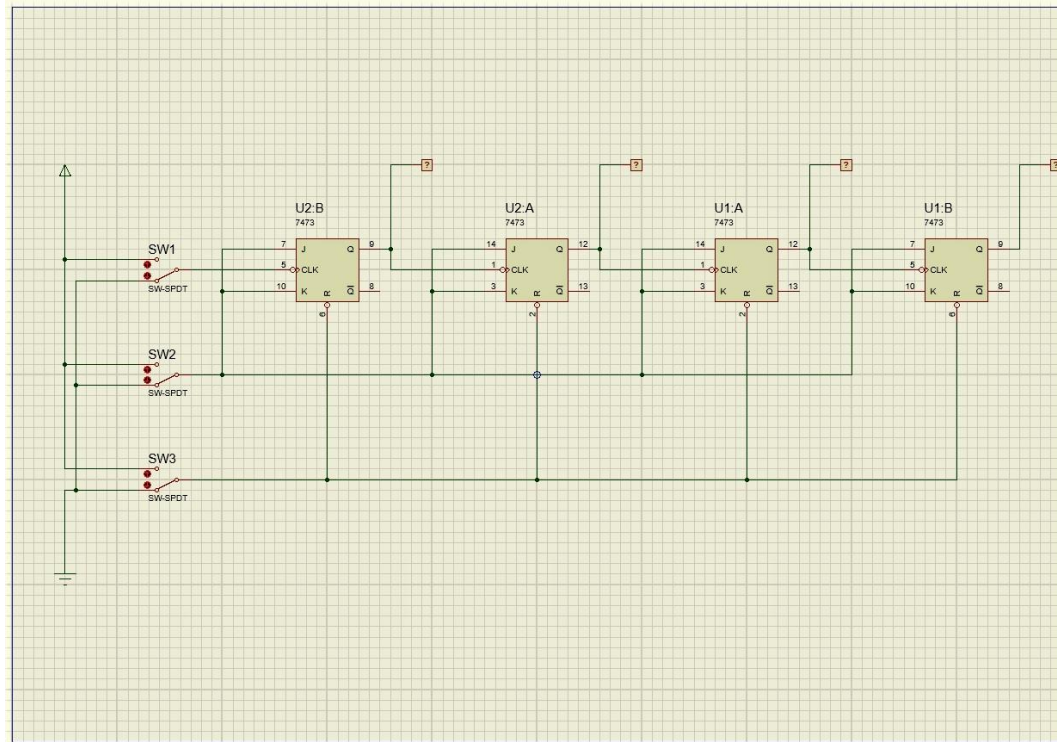 ?
?
?
?
U2:B
7473
U2:A
7473
U1:A
7473
U1:B
7473
7
J
Q
9
5
CLK
10
K
R
Q
8
6
14
J
Q
12
1
CLK
3
K
R
Q
13
2
14
J
Q
12
1
CLK
3
K
R
Q
13
2
7
J
Q
9
5
CLK
10
K
R
Q
8
6
SW1
SW-SPDT
SW2
SW-SPDT
SW3
SW-SPDT